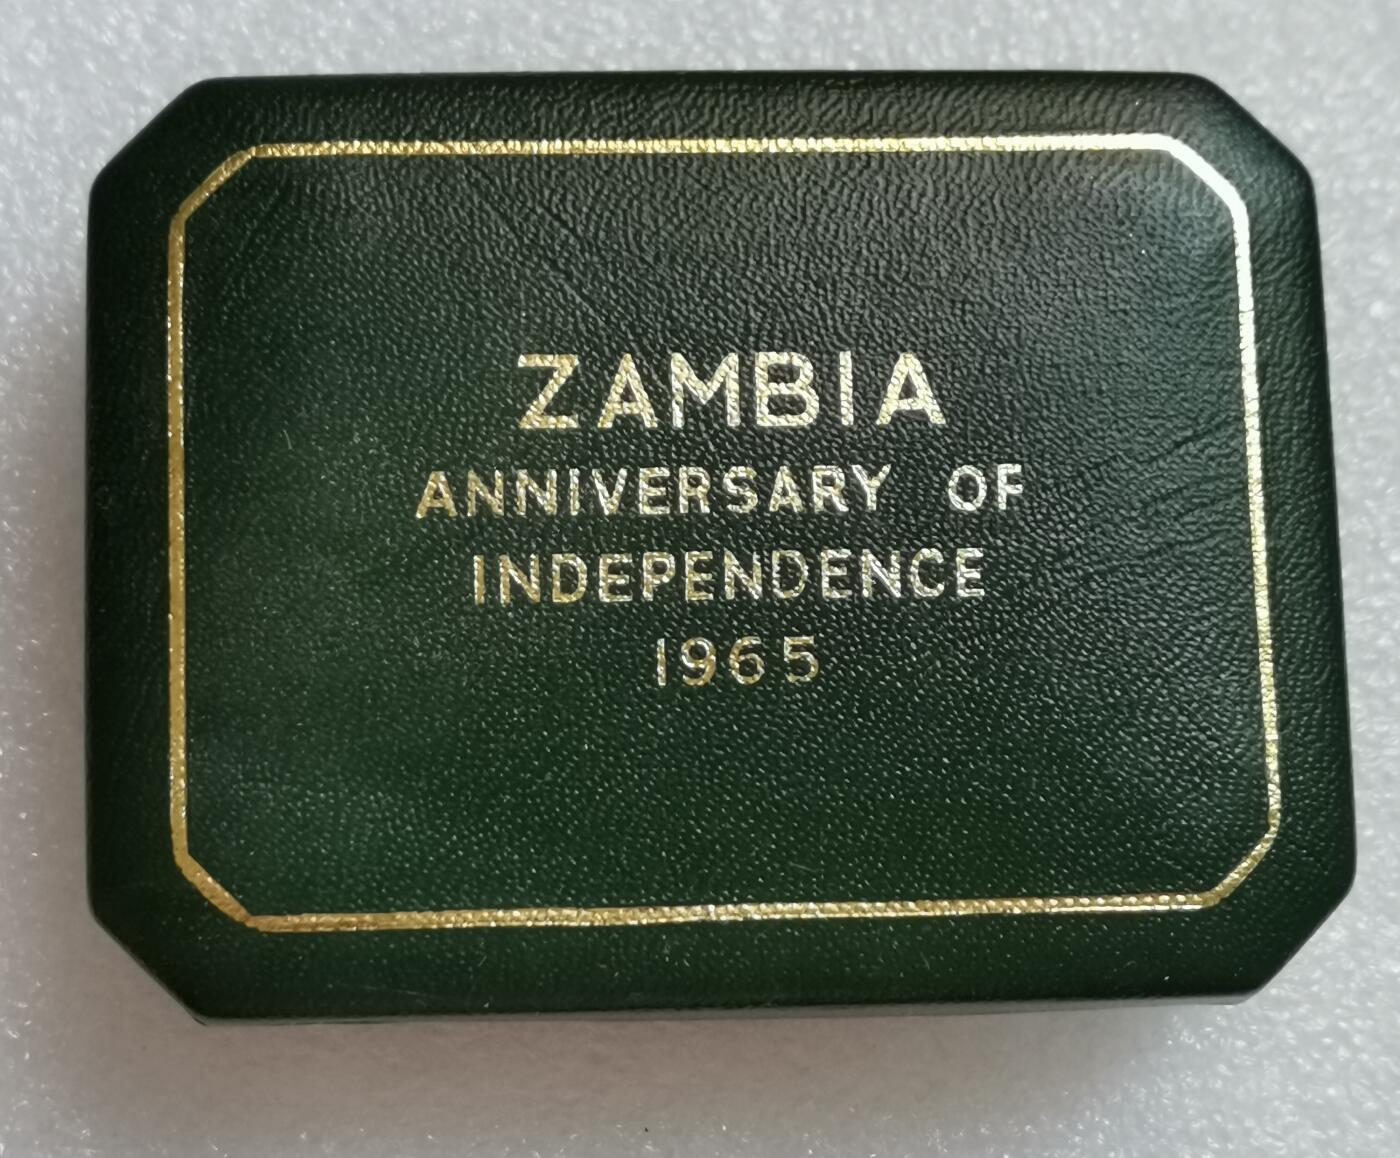 ZAMBIA
ANNIVERSARY OF
INDEPENDENCE
1965